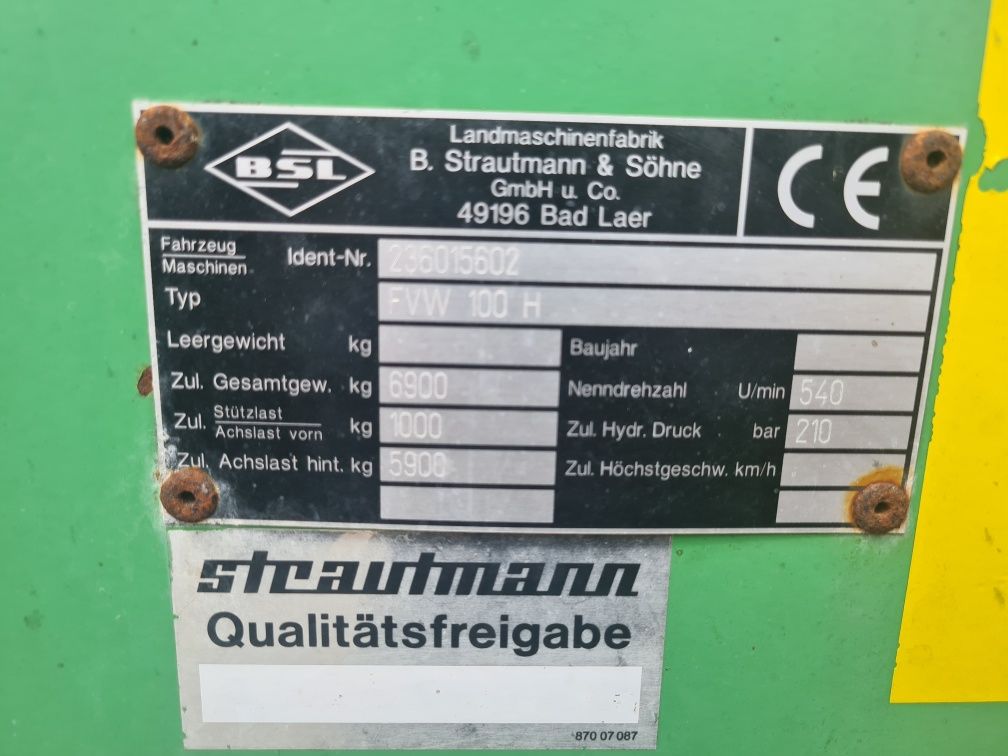 BSL
Landmaschinenfabrik
B. Strautmann & Söhne
GmbH u. Co.
49196 Bad Laer
CE
Fahrzeug
Maschinen
Ident-Nr. 236015602
Typ FVW 100 H
Leergewicht kg
Baujahr
Zul. Gesamtgew. kg 6900
Nenndrehzahl U/min 540
Zul. Stützlast
Achslast vorn kg 1000
Zul. Hydr. Druck bar 210
Zul. Achslast hint. kg 5900
Zul. Höchstgeschw. km/h
strautmann
Qualitätsfreigabe
870 07 087